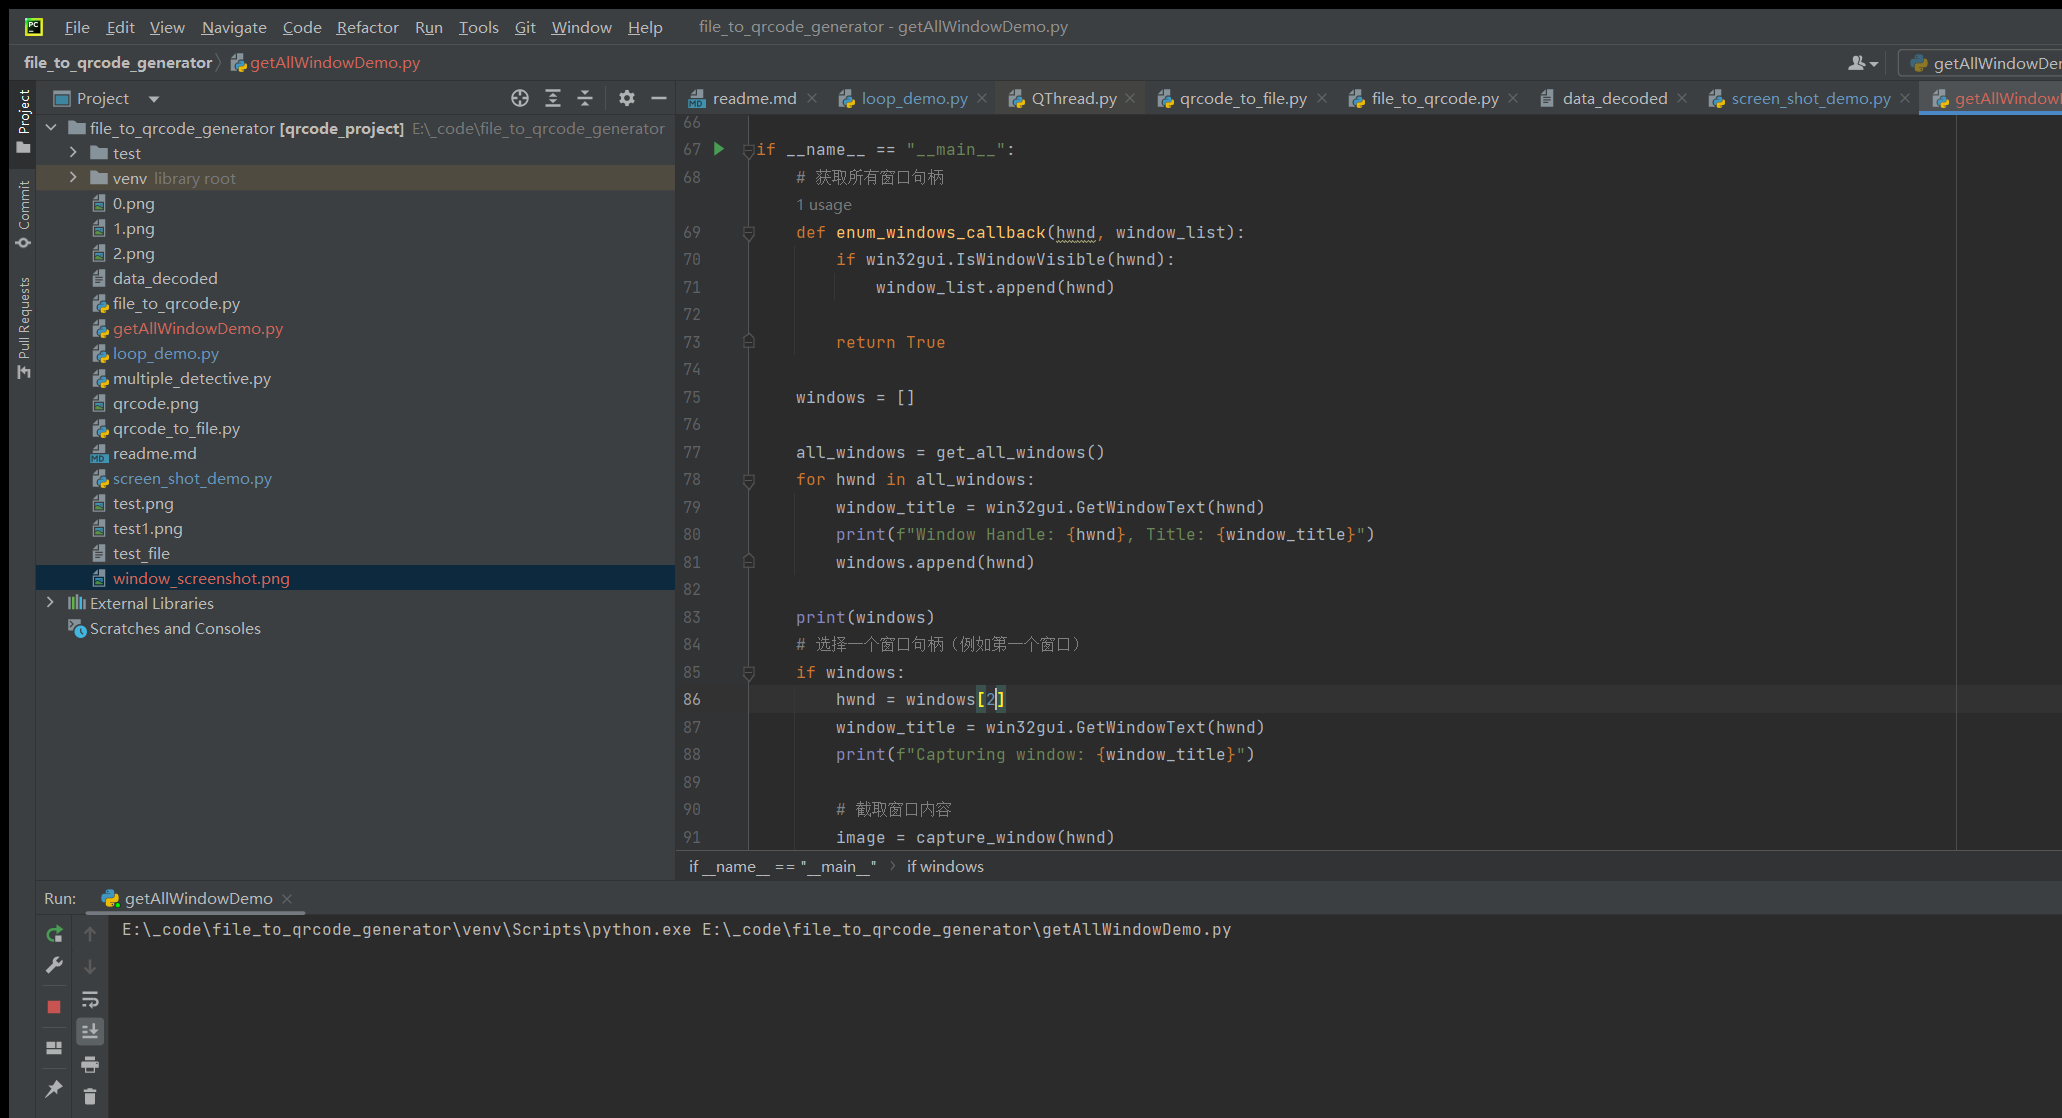 File Edit View Navigate Code Refactor Run Tools Git Window Help file_to_qrcode_generator - getAllWindowDemo.py
file_to_qrcode_generator getAllWindowDemo.py
getAllWindowDem
Project
Commit
Pull Requests
Project
file_to_qrcode_generator [qrcode_project] E:\_code\file_to_qrcode_generator
test
venv library root
0.png
1.png
2.png
data_decoded
file_to_qrcode.py
getAllWindowDemo.py
loop_demo.py
multiple_detective.py
qrcode.png
qrcode_to_file.py
readme.md
screen_shot_demo.py
test.png
test1.png
test_file
window_screenshot.png
External Libraries
Scratches and Consoles
readme.md loop_demo.py QThread.py qrcode_to_file.py file_to_qrcode.py data_decoded screen_shot_demo.py getAllWindow
66
67 if __name__ == "__main__":
68 # 获取所有窗口句柄
1 usage
69 def enum_windows_callback(hwnd, window_list):
70 if win32gui.IsWindowVisible(hwnd):
71 window_list.append(hwnd)
72
73 return True
74
75 windows = []
76
77 all_windows = get_all_windows()
78 for hwnd in all_windows:
79 window_title = win32gui.GetWindowText(hwnd)
80 print(f"Window Handle: {hwnd}, Title: {window_title}")
81 windows.append(hwnd)
82
83 print(windows)
84 # 选择一个窗口句柄（例如第一个窗口）
85 if windows:
86 hwnd = windows[2]
87 window_title = win32gui.GetWindowText(hwnd)
88 print(f"Capturing window: {window_title}")
89
90 # 截取窗口内容
91 image = capture_window(hwnd)
if __name__ == "__main__" if windows
Run: getAllWindowDemo
E:\_code\file_to_qrcode_generator\venv\Scripts\python.exe E:\_code\file_to_qrcode_generator\getAllWindowDemo.py